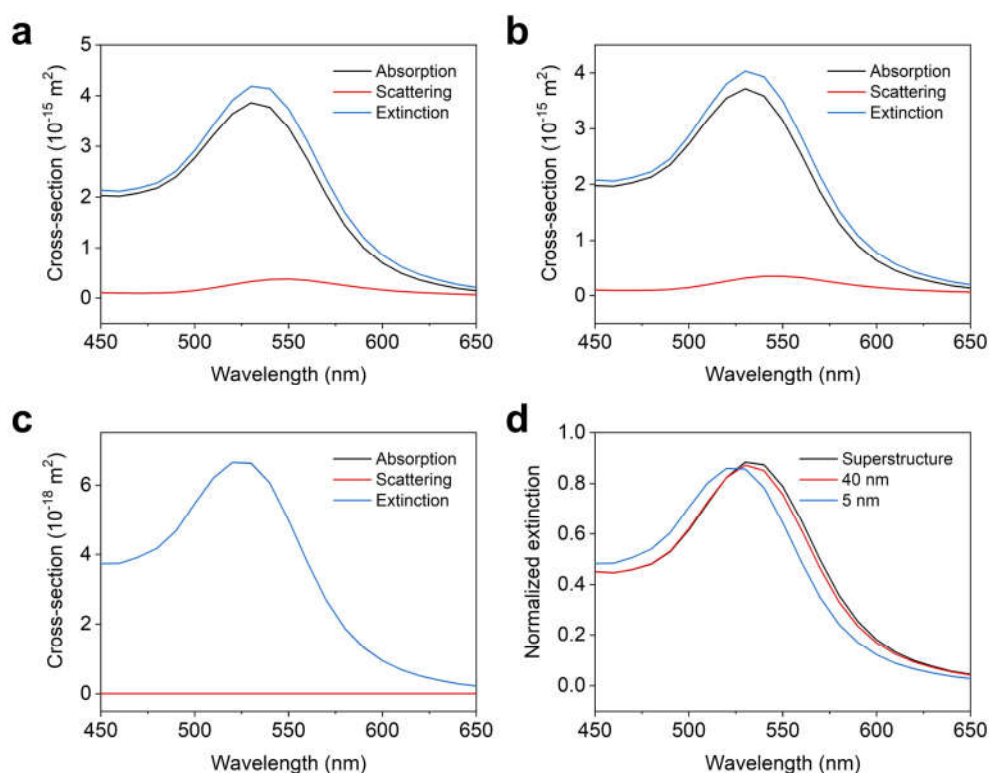 a
5
4
3
2
1
0
Cross-section (10⁻¹⁵ m²)
Absorption
Scattering
Extinction
450 500 550 600 650
Wavelength (nm)
b
4
3
2
1
0
Cross-section (10⁻¹⁵ m²)
Absorption
Scattering
Extinction
450 500 550 600 650
Wavelength (nm)
c
6
4
2
0
Cross-section (10⁻¹⁸ m²)
Absorption
Scattering
Extinction
450 500 550 600 650
Wavelength (nm)
d
1.0
0.8
0.6
0.4
0.2
0.0
Normalized extinction
Superstructure
40 nm
5 nm
450 500 550 600 650
Wavelength (nm)